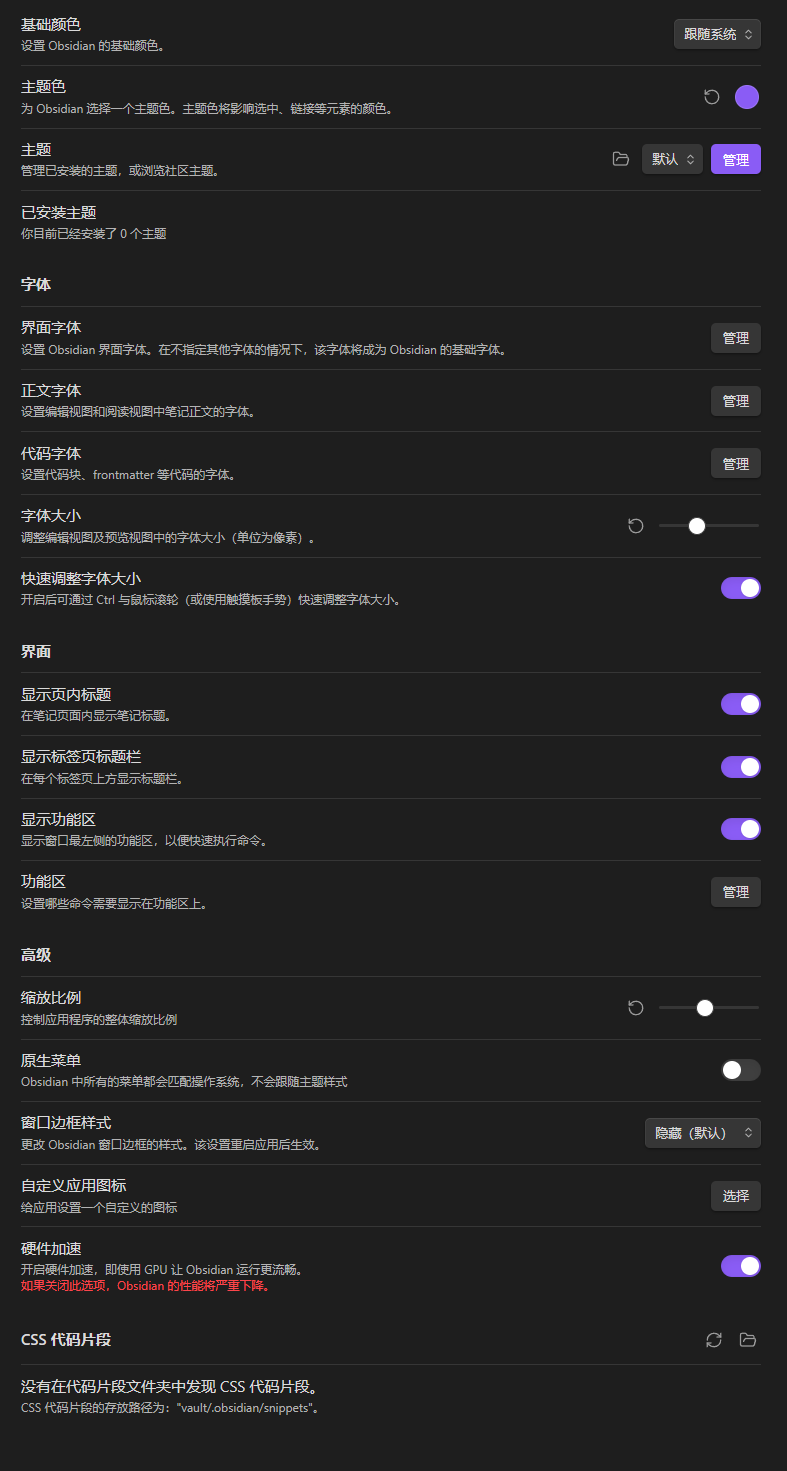 基础颜色
设置 Obsidian 的基础颜色。
跟随系统
主题色
为 Obsidian 选择一个主题色。主题色将影响选中、链接等元素的颜色。
主题
管理已安装的主题，或浏览社区主题。
默认
管理
已安装主题
你目前已经安装了 0 个主题
字体
界面字体
设置 Obsidian 界面字体。在不指定其他字体的情况下，该字体将成为 Obsidian 的基础字体。
管理
正文字体
设置编辑视图和阅读视图中笔记正文的字体。
管理
代码字体
设置代码块、frontmatter 等代码的字体。
管理
字体大小
调整编辑视图及预览视图中的字体大小（单位为像素）。
快速调整字体大小
开启后可通过 Ctrl 与鼠标滚轮（或使用触摸板手势）快速调整字体大小。
界面
显示页内标题
在笔记页面内显示笔记标题。
显示标签页标题栏
在每个标签页上方显示标题栏。
显示功能区
显示窗口最左侧的功能区，以便快速执行命令。
功能区
设置哪些命令需要显示在功能区上。
管理
高级
缩放比例
控制应用程序的整体缩放比例
原生菜单
Obsidian 中所有的菜单都会匹配操作系统，不会跟随主题样式
窗口边框样式
更改 Obsidian 窗口边框的样式。该设置重启应用后生效。
隐藏（默认）
自定义应用图标
给应用设置一个自定义的图标
选择
硬件加速
开启硬件加速，即使用 GPU 让 Obsidian 运行更流畅。
如果关闭此选项，Obsidian 的性能将严重下降。
CSS 代码片段
没有在代码片段文件夹中发现 CSS 代码片段。
CSS 代码片段的存放路径为："vault/.obsidian/snippets"。